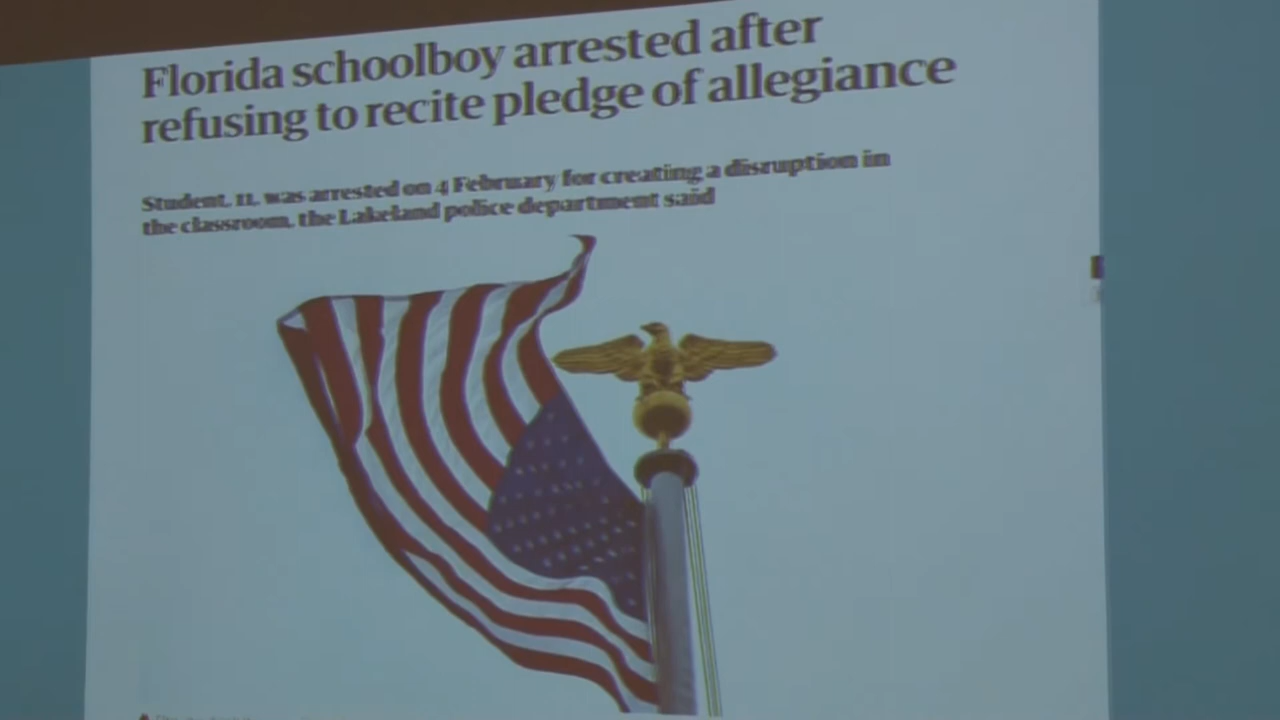 Florida schoolboy arrested after
refusing to recite pledge of allegiance
Student, 11, was arrested on 4 February for creating a disruption in
the classroom, the Lakeland police department said